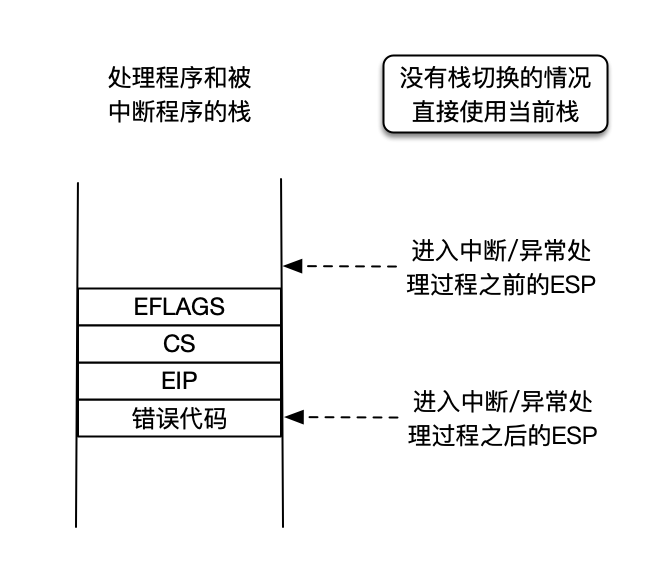 处理程序和被
中断程序的栈
没有栈切换的情况
直接使用当前栈
进入中断/异常处
理过程之前的ESP
EFLAGS
CS
EIP
错误代码
进入中断/异常处
理过程之后的ESP